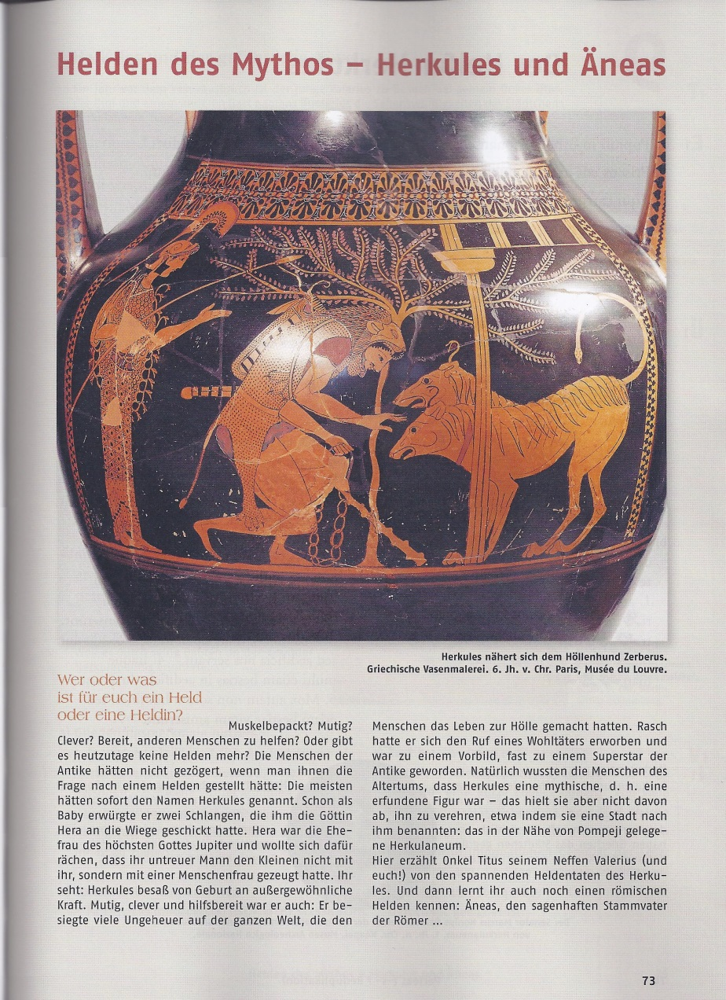 Helden des Mythos – Herkules und Äneas
Herkules nähert sich dem Höllenhund Zerberus.
Griechische Vasenmalerei. 6. Jh. v. Chr. Paris, Musée du Louvre.
Wer oder was
ist für euch ein Held
oder eine Heldin?
Muskelbepackt? Mutig?
Clever? Bereit, anderen Menschen zu helfen? Oder gibt
es heutzutage keine Helden mehr? Die Menschen der
Antike hätten nicht gezögert, wenn man ihnen die
Frage nach einem Helden gestellt hätte: Die meisten
hätten sofort den Namen Herkules genannt. Schon als
Baby erwürgte er zwei Schlangen, die ihm die Göttin
Hera an die Wiege geschickt hatte. Hera war die Ehe-
frau des höchsten Gottes Jupiter und wollte sich dafür
rächen, dass ihr untreuer Mann den Kleinen nicht mit
ihr, sondern mit einer Menschenfrau gezeugt hatte. Ihr
seht: Herkules besaß von Geburt an außergewöhnliche
Kraft. Mutig, clever und hilfsbereit war er auch: Er be-
siegte viele Ungeheuer auf der ganzen Welt, die den
Menschen das Leben zur Hölle gemacht hatten. Rasch
hatte er sich den Ruf eines Wohltäters erworben und
war zu einem Vorbild, fast zu einem Superstar der
Antike geworden. Natürlich wussten die Menschen des
Altertums, dass Herkules eine mythische, d. h. eine
erfundene Figur war – das hielt sie aber nicht davon
ab, ihn zu verehren, etwa indem sie eine Stadt nach
ihm benannten: das in der Nähe von Pompeji gelege-
ne Herkulaneum.
Hier erzählt Onkel Titus seinem Neffen Valerius (und
euch!) von den spannenden Heldentaten des Herku-
les. Und dann lernt ihr auch noch einen römischen
Helden kennen: Äneas, den sagenhaften Stammvater
der Römer ...
73